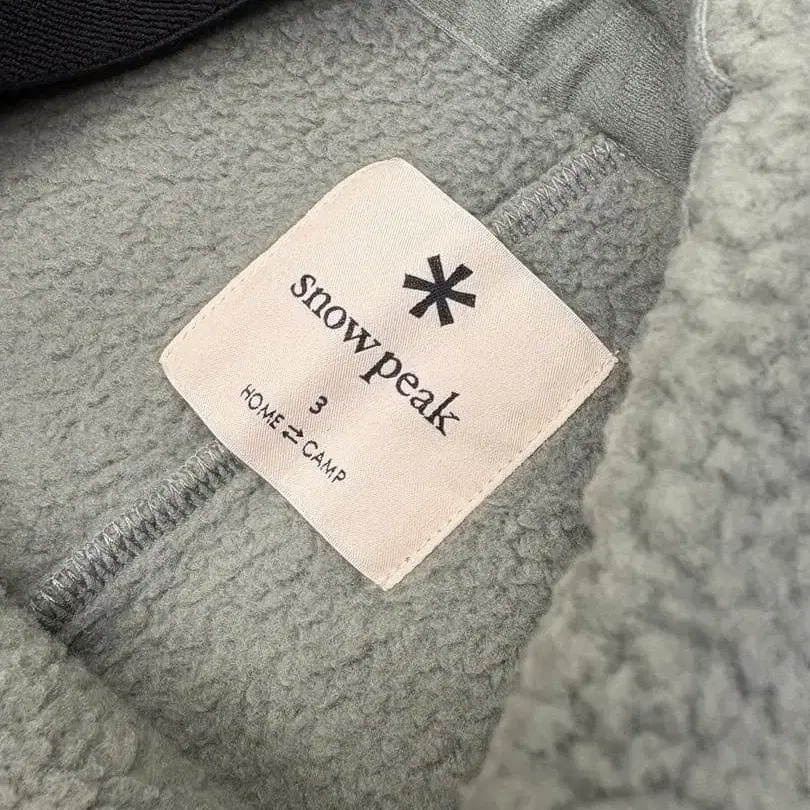 snow peak
3
HOME ⇄ CAMP